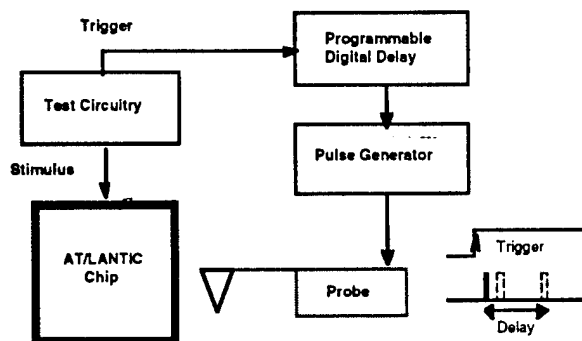 Trigger
Programmable
Digital Delay
Test Circuitry
Pulse Generator
Stimulus
AT/LANTIC
Chip
Probe
Trigger
Delay